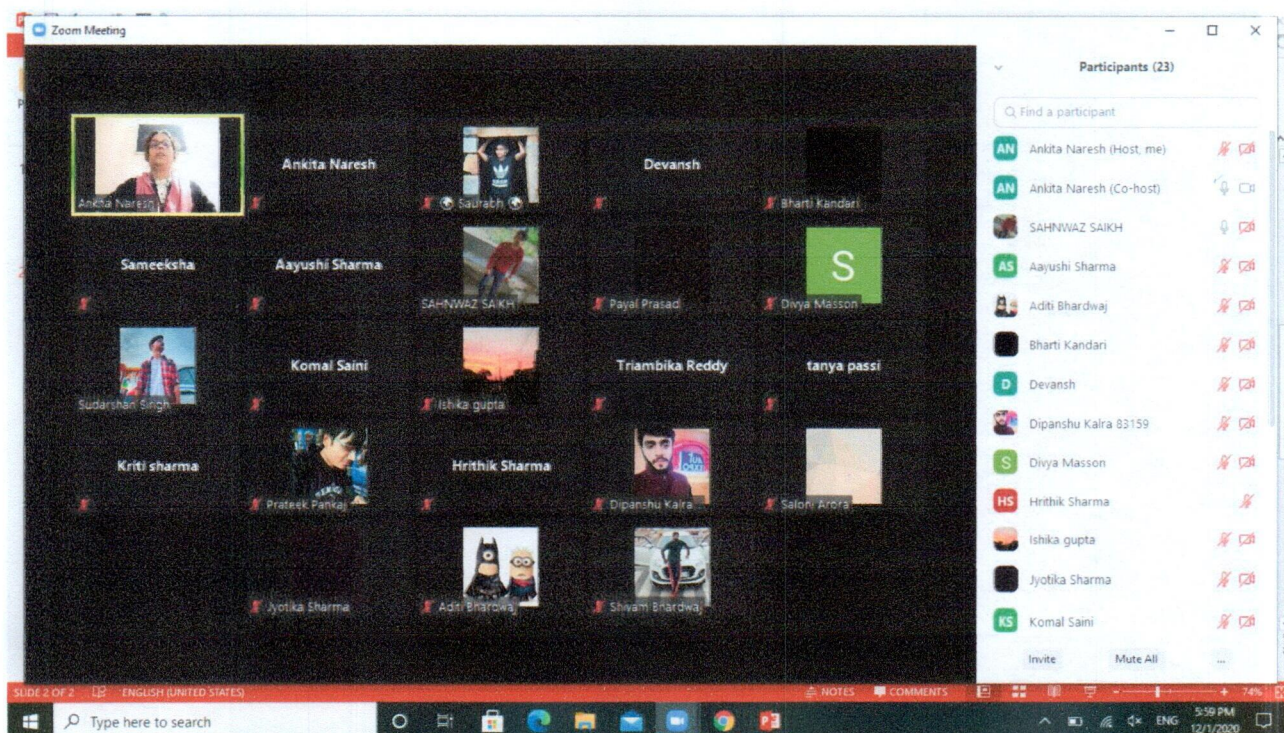 Zoom Meeting
Participants (23)
Find a participant
Ankita Naresh
Ankita Naresh
Saurabh
Devansh
Bharti Kandari
Sameeksha
Aayushi Sharma
SAHNWAZ SAIKH
Payal Prasad
S
Divya Masson
Sudarshan Singh
Komal Saini
Ishika gupta
Triambika Reddy
tanya passi
Kriti sharma
Prateek Pankaj
Hrithik Sharma
Dipanshu Kalra
Saloni Arora
Jyotika Sharma
Aditi Bhardwaj
Shivam Bhardwaj
AN Ankita Naresh (Host, me)
AN Ankita Naresh (Co-host)
SAHNWAZ SAIKH
AS Aayushi Sharma
Aditi Bhardwaj
Bharti Kandari
D Devansh
Dipanshu Kalra 83159
S Divya Masson
HS Hrithik Sharma
Ishika gupta
Jyotika Sharma
KS Komal Saini
Invite Mute All ...
SLIDE 2 OF 2 ENGLISH (UNITED STATES) NOTES COMMENTS 74%
Type here to search
ENG 5:59 PM
12/1/2020